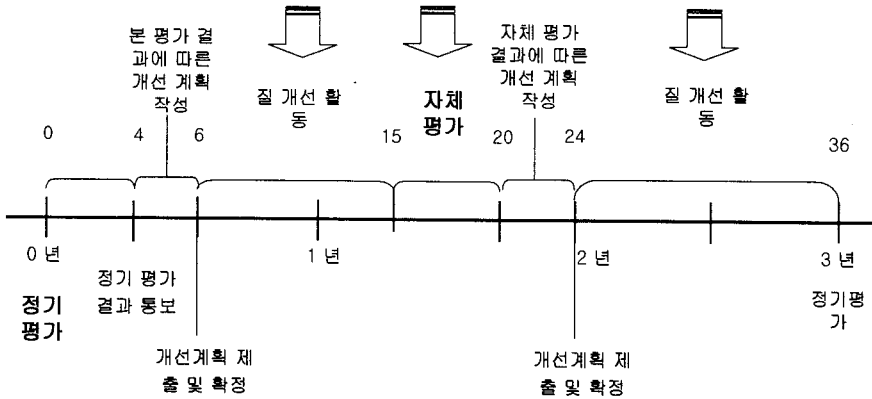 본 평가 결
과에 따른
개선 계획
작성
질 개선 활
동
자체
평가
자체 평가
결과에 따른
개선 계획
작성
질 개선 활
동
0
4
6
15
20
24
36
0 년
1 년
2 년
3 년
정기
평가
정기 평가
결과 통보
정기평
가
개선계획 제
출 및 확정
개선계획 제
출 및 확정